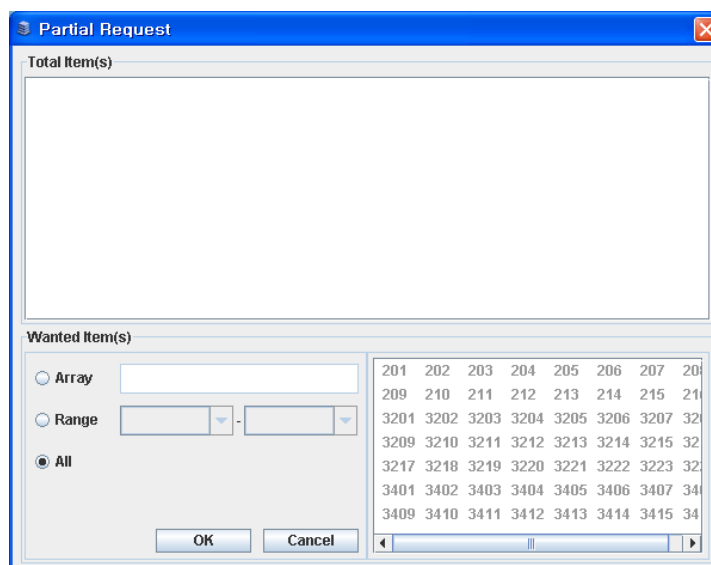 Partial Request
Total Item(s)
Wanted Item(s)
Array
Range -
All
OK Cancel
201 202 203 204 205 206 207
209 210 211 212 213 214 215
3201 3202 3203 3204 3205 3206 3207
3209 3210 3211 3212 3213 3214 3215
3217 3218 3219 3220 3221 3222 3223
3401 3402 3403 3404 3405 3406 3407
3409 3410 3411 3412 3413 3414 3415